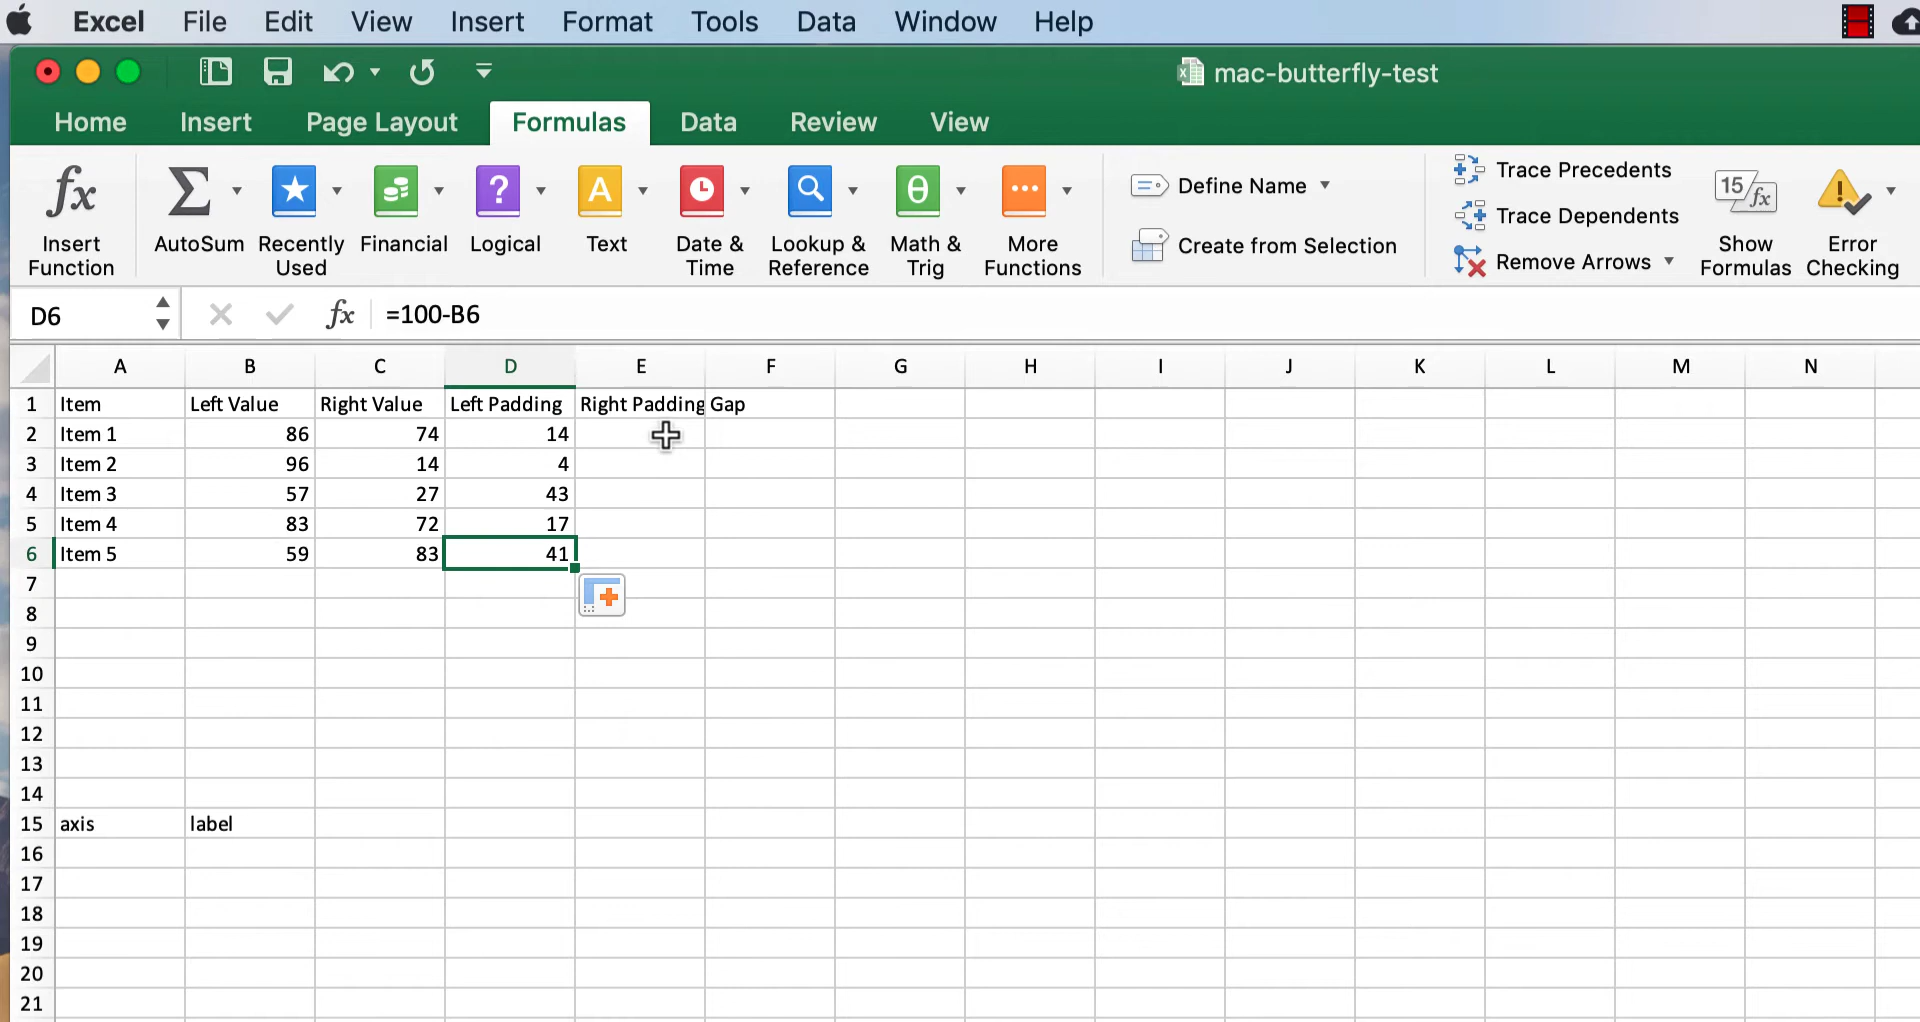 Excel File Edit View Insert Format Tools Data Window Help
mac-butterfly-test
Home Insert Page Layout Formulas Data Review View
Insert Function
AutoSum
Recently Used
Financial
Logical
Text
Date & Time
Lookup & Reference
Math & Trig
More Functions
Define Name
Create from Selection
Trace Precedents
Trace Dependents
Remove Arrows
Show Formulas
Error Checking
D6 fx =100-B6
A B C D E F G H I J K L M N
1 Item Left Value Right Value Left Padding Right Padding Gap
2 Item 1 86 74 14
3 Item 2 96 14 4
4 Item 3 57 27 43
5 Item 4 83 72 17
6 Item 5 59 83 41
7
8
9
10
11
12
13
14
15 axis label
16
17
18
19
20
21